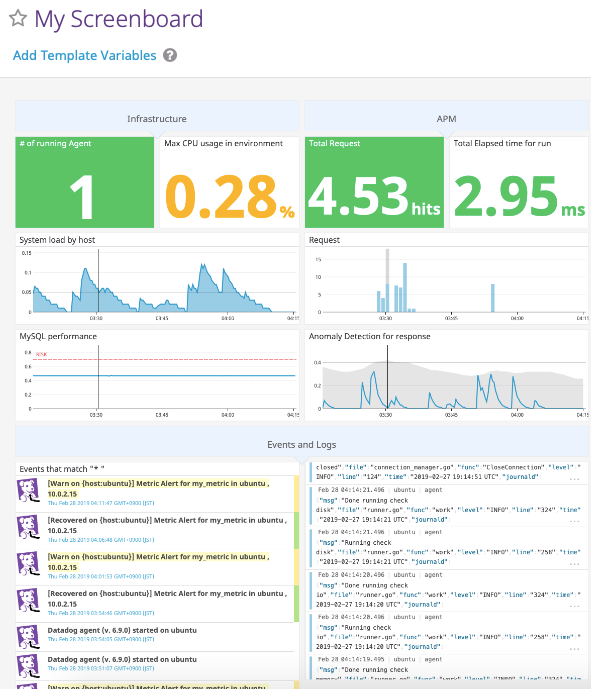 My Screenboard
Add Template Variables ?
Infrastructure
APM
# of running Agent
1
Max CPU usage in environment
0.28 %
Total Request
4.53 hits
Total Elapsed time for run
2.95 ms
System load by host
0.15
0.1
0.05
0
03:30 03:45 04:00 04:15
Request
15
10
5
0
03:30 03:45 04:00 04:15
MySQL performance
0.8
RISK
0.6
0.4
0.2
0
03:30 03:45 04:00 04:15
Anomaly Detection for response
0.4
0.2
0
03:30 03:45 04:00 04:15
Events and Logs
Events that match "* "
[Warn on {host:ubuntu}] Metric Alert for my_metric in ubuntu ,
10.0.2.15
Thu Feb 28 2019 04:11:47 GMT+0900 (JST)
[Recovered on {host:ubuntu}] Metric Alert for my_metric in ubuntu ,
10.0.2.15
Thu Feb 28 2019 04:05:48 GMT+0900 (JST)
[Warn on {host:ubuntu}] Metric Alert for my_metric in ubuntu ,
10.0.2.15
Thu Feb 28 2019 04:01:53 GMT+0900 (JST)
[Recovered on {host:ubuntu}] Metric Alert for my_metric in ubuntu ,
10.0.2.15
Thu Feb 28 2019 03:54:46 GMT+0900 (JST)
Datadog agent (v. 6.9.0) started on ubuntu
Thu Feb 28 2019 03:54:05 GMT+0900 (JST)
Datadog agent (v. 6.9.0) started on ubuntu
Thu Feb 28 2019 03:51:07 GMT+0900 (JST)
[Warn on {host:ubuntu}] Metric Alert for my_metric in ubuntu ,
closed" "file" "connection_manager.go" "func" "CloseConnection" "level" "
INFO" "line" "124" "time" "2019-02-27 19:14:51 UTC" "journald"
...
Feb 28 04:14:21.496 ubuntu agent
"msg" "Done running check
disk" "file" "runner.go" "func" "work" "level" "INFO" "line" "324" "time"
"2019-02-27 19:14:21 UTC" "journald"
...
Feb 28 04:14:21.496 ubuntu agent
"msg" "Running check
disk" "file" "runner.go" "func" "work" "level" "INFO" "line" "258" "time"
"2019-02-27 19:14:21 UTC" "journald"
...
Feb 28 04:14:20.496 ubuntu agent
"msg" "Done running check
io" "file" "runner.go" "func" "work" "level" "INFO" "line" "324" "time" "
2019-02-27 19:14:20 UTC" "journald"
...
Feb 28 04:14:20.496 ubuntu agent
"msg" "Running check
io" "file" "runner.go" "func" "work" "level" "INFO" "line" "258" "time" "
2019-02-27 19:14:20 UTC" "journald"
...
Feb 28 04:14:19.495 ubuntu agent
"msg" "Done running check